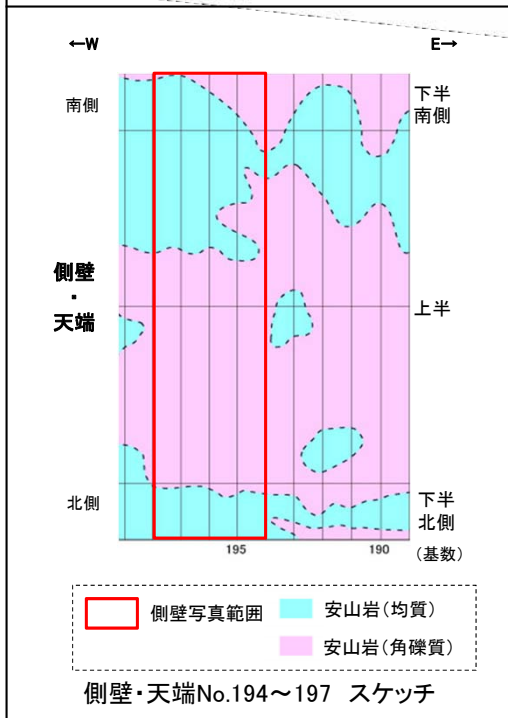 ←W E→
南側
下半
南側
側壁
・
天端
上半
北側
下半
北側
195 190 (基数)
側壁写真範囲
安山岩(均質)
安山岩(角礫質)
側壁・天端No.194～197 スケッチ